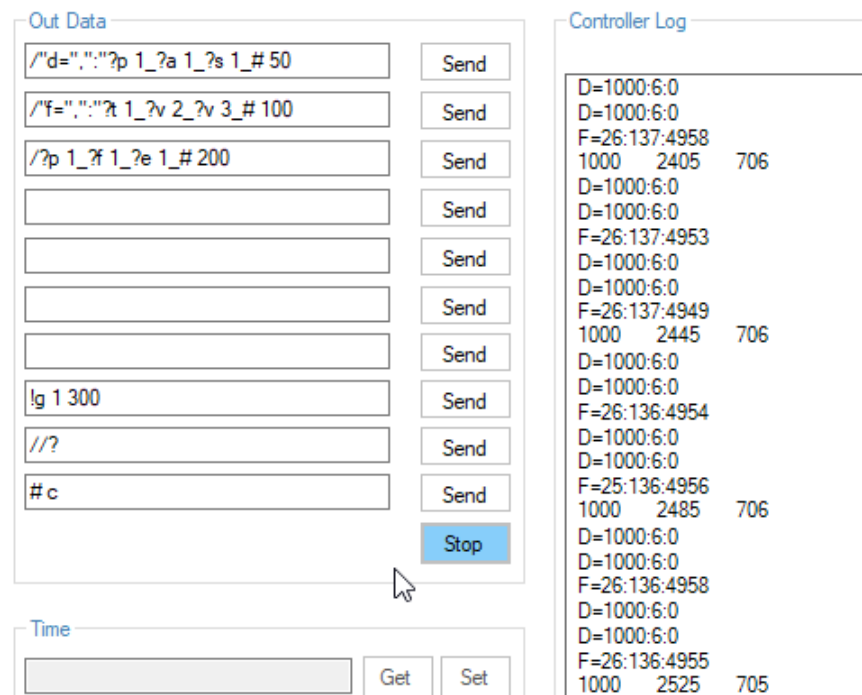 Out Data
/"d=",":"?p 1_?a 1_?s 1_# 50
Send
/"f=",":"?t 1_?v 2_?v 3_# 100
Send
/?p 1_?f 1_?e 1_# 200
Send
Send
Send
Send
Send
!g 1 300
Send
//?
Send
# c
Send
Stop
Time
Get
Set
Controller Log
D=1000:6:0
D=1000:6:0
F=26:137:4958
1000 2405 706
D=1000:6:0
D=1000:6:0
F=26:137:4953
D=1000:6:0
D=1000:6:0
F=26:137:4949
1000 2445 706
D=1000:6:0
D=1000:6:0
F=26:136:4954
D=1000:6:0
D=1000:6:0
F=25:136:4956
1000 2485 706
D=1000:6:0
D=1000:6:0
F=26:136:4958
D=1000:6:0
D=1000:6:0
F=26:136:4955
1000 2525 705